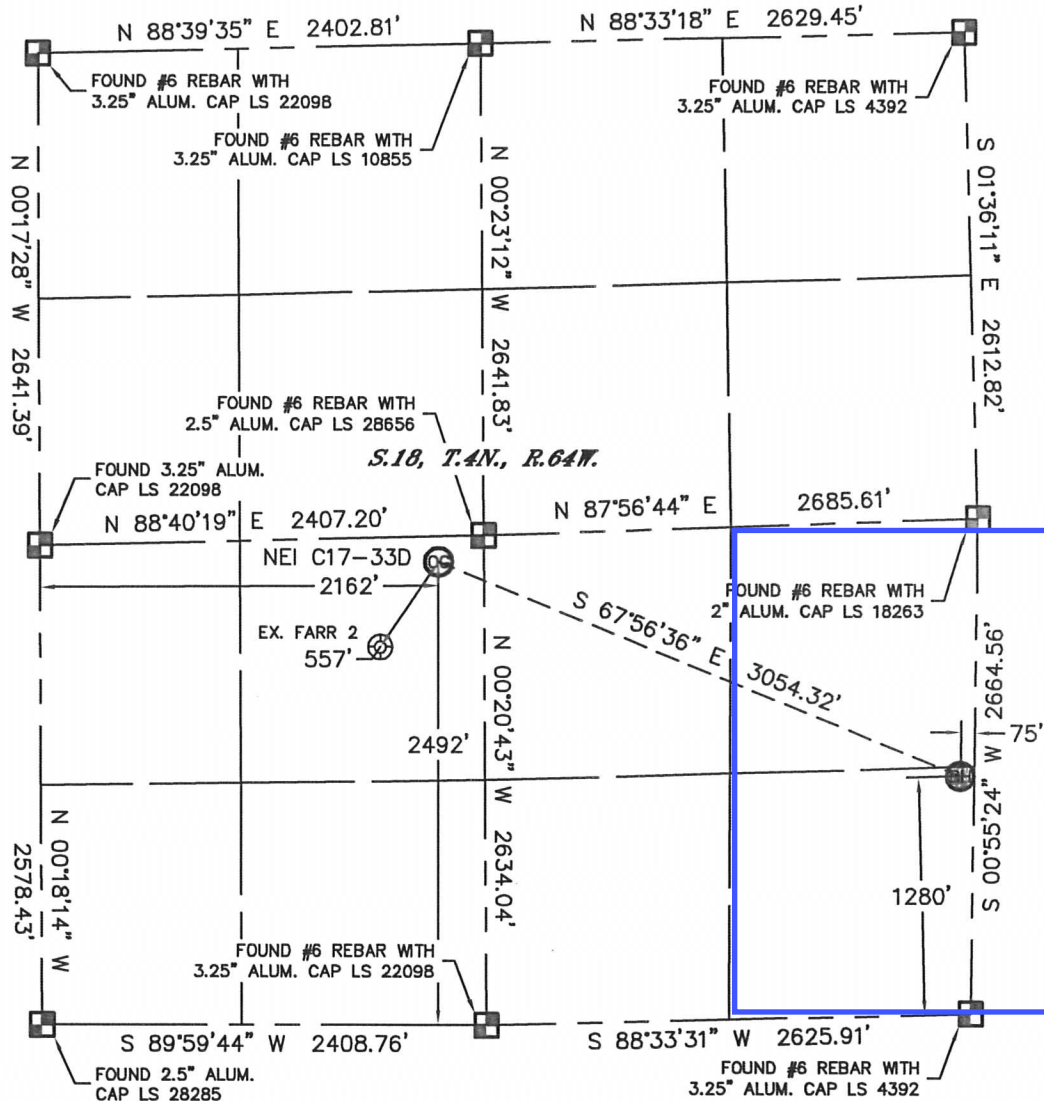 N 88°39'35" E 2402.81'
N 88°33'18" E 2629.45'
FOUND #6 REBAR WITH
3.25" ALUM. CAP LS 22098
FOUND #6 REBAR WITH
3.25" ALUM. CAP LS 10855
FOUND #6 REBAR WITH
3.25" ALUM. CAP LS 4392
N 00°17'28" W 2641.39'
N 00°23'12" W 2641.83'
S 01°36'11" E 2612.82'
FOUND #6 REBAR WITH
2.5" ALUM. CAP LS 28656
S.18, T.4N., R.64W.
FOUND 3.25" ALUM.
CAP LS 22098
N 88°40'19" E 2407.20'
N 87°56'44" E 2685.61'
NEI C17-33D
OG
2162'
FOUND #6 REBAR WITH
2" ALUM. CAP LS 18263
EX. FARR 2
557'
S 67°56'36" E 3054.32'
N 00°20'43" W 2634.04'
2492'
S 00°55'24" W 2664.56'
75'
BH
1280'
N 00°18'14" W
2578.43'
FOUND #6 REBAR WITH
3.25" ALUM. CAP LS 22098
S 89°59'44" W 2408.76'
S 88°33'31" W 2625.91'
FOUND 2.5" ALUM.
CAP LS 28285
FOUND #6 REBAR WITH
3.25" ALUM. CAP LS 4392